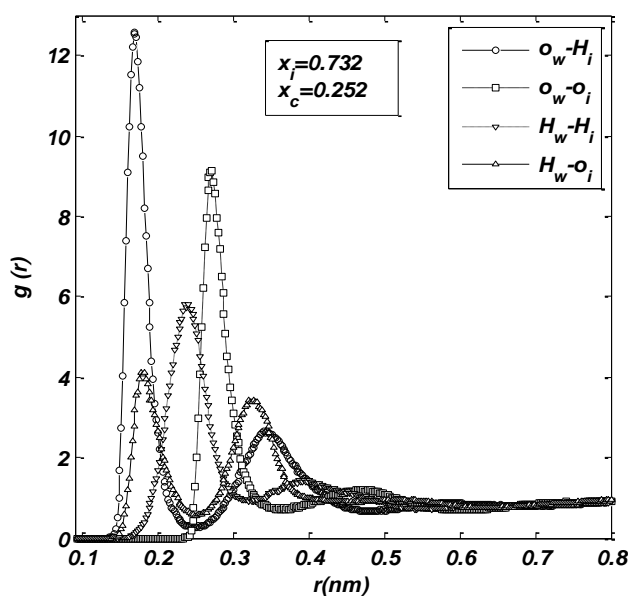 12
10
8
6
4
2
0
g (r)
x_i=0.732
x_c=0.252
o_w-H_i
o_w-o_i
H_w-H_i
H_w-o_i
0.1 0.2 0.3 0.4 0.5 0.6 0.7 0.8
r(nm)